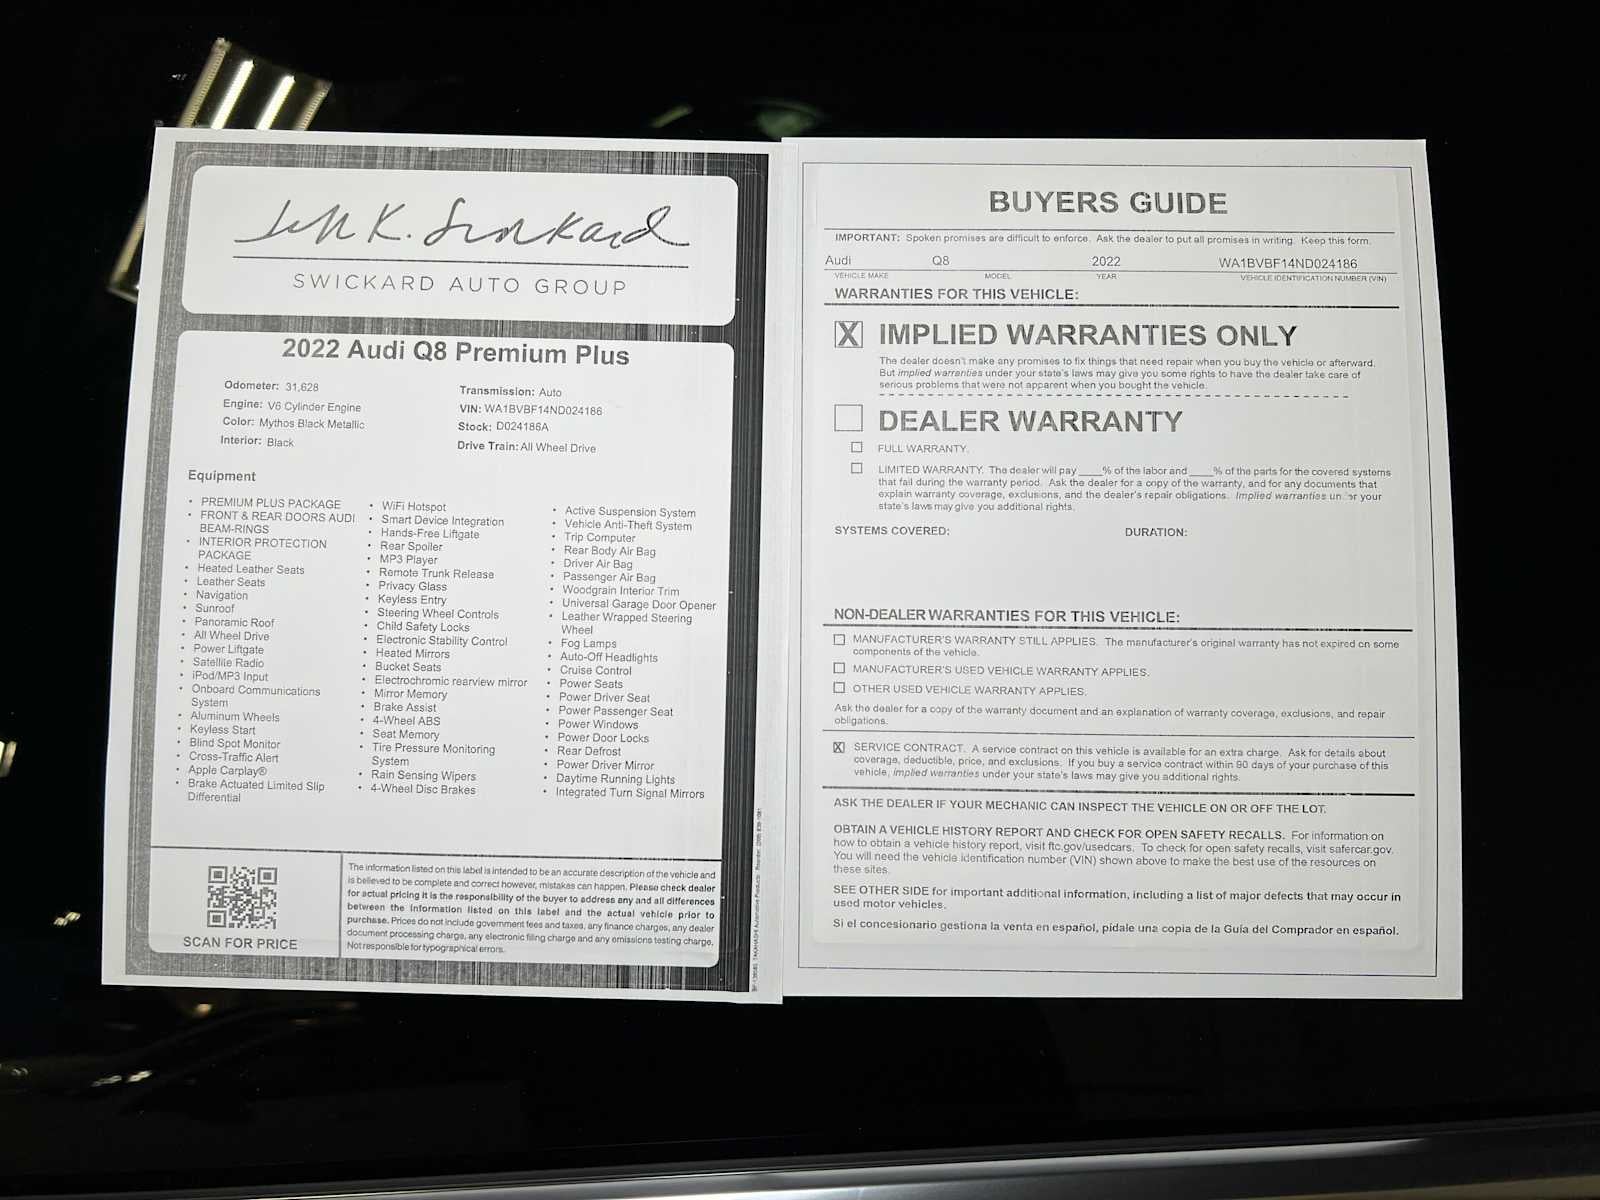 Jeff K. Swickard
SWICKARD AUTO GROUP
2022 Audi Q8 Premium Plus
Odometer: 31,628
Engine: V6 Cylinder Engine
Color: Mythos Black Metallic
Interior: Black
Transmission: Auto
VIN: WA1BVBF14ND024186
Stock: D024186A
Drive Train: All Wheel Drive
Equipment
• PREMIUM PLUS PACKAGE
• FRONT & REAR DOORS AUDI
BEAM-RINGS
• INTERIOR PROTECTION
PACKAGE
• Heated Leather Seats
• Leather Seats
• Navigation
• Sunroof
• Panoramic Roof
• All Wheel Drive
• Power Liftgate
• Satellite Radio
• iPod/MP3 Input
• Onboard Communications
System
• Aluminum Wheels
• Keyless Start
• Blind Spot Monitor
• Cross-Traffic Alert
• Apple Carplay®
• Brake Actuated Limited Slip
Differential
• WiFi Hotspot
• Smart Device Integration
• Hands-Free Liftgate
• Rear Spoiler
• MP3 Player
• Remote Trunk Release
• Privacy Glass
• Keyless Entry
• Steering Wheel Controls
• Child Safety Locks
• Electronic Stability Control
• Heated Mirrors
• Bucket Seats
• Electrochromic rearview mirror
• Mirror Memory
• Brake Assist
• 4-Wheel ABS
• Seat Memory
• Tire Pressure Monitoring
System
• Rain Sensing Wipers
• 4-Wheel Disc Brakes
• Active Suspension System
• Vehicle Anti-Theft System
• Trip Computer
• Rear Body Air Bag
• Driver Air Bag
• Passenger Air Bag
• Woodgrain Interior Trim
• Universal Garage Door Opener
• Leather Wrapped Steering
Wheel
• Fog Lamps
• Auto-Off Headlights
• Cruise Control
• Power Seats
• Power Driver Seat
• Power Passenger Seat
• Power Windows
• Power Door Locks
• Rear Defrost
• Power Driver Mirror
• Daytime Running Lights
• Integrated Turn Signal Mirrors
SCAN FOR PRICE
The information listed on this label is intended to be an accurate description of the vehicle and
is believed to be complete and correct however, mistakes can happen. Please check dealer
for actual pricing it is the responsibility of the buyer to address any and all differences
between the information listed on this label and the actual vehicle prior to
purchase. Prices do not include government fees and taxes, any finance charges, any dealer
document processing charge, any electronic filing charge and any emissions testing charge.
Not responsible for typographical errors.
BUYERS GUIDE
IMPORTANT: Spoken promises are difficult to enforce. Ask the dealer to put all promises in writing. Keep this form.
Audi Q8 2022 WA1BVBF14ND024186
VEHICLE MAKE MODEL YEAR VEHICLE IDENTIFICATION NUMBER (VIN)
WARRANTIES FOR THIS VEHICLE:
X IMPLIED WARRANTIES ONLY
The dealer doesn't make any promises to fix things that need repair when you buy the vehicle or afterward.
But implied warranties under your state's laws may give you some rights to have the dealer take care of
serious problems that were not apparent when you bought the vehicle.
DEALER WARRANTY
FULL WARRANTY.
LIMITED WARRANTY. The dealer will pay ____% of the labor and ____% of the parts for the covered systems
that fail during the warranty period. Ask the dealer for a copy of the warranty, and for any documents that
explain warranty coverage, exclusions, and the dealer's repair obligations. Implied warranties under your
state's laws may give you additional rights.
SYSTEMS COVERED: DURATION:
NON-DEALER WARRANTIES FOR THIS VEHICLE:
MANUFACTURER'S WARRANTY STILL APPLIES. The manufacturer's original warranty has not expired on some
components of the vehicle.
MANUFACTURER'S USED VEHICLE WARRANTY APPLIES.
OTHER USED VEHICLE WARRANTY APPLIES.
Ask the dealer for a copy of the warranty document and an explanation of warranty coverage, exclusions, and repair
obligations.
X SERVICE CONTRACT. A service contract on this vehicle is available for an extra charge. Ask for details about
coverage, deductible, price, and exclusions. If you buy a service contract within 90 days of your purchase of this
vehicle, implied warranties under your state's laws may give you additional rights.
ASK THE DEALER IF YOUR MECHANIC CAN INSPECT THE VEHICLE ON OR OFF THE LOT.
OBTAIN A VEHICLE HISTORY REPORT AND CHECK FOR OPEN SAFETY RECALLS. For information on
how to obtain a vehicle history report, visit ftc.gov/usedcars. To check for open safety recalls, visit safercar.gov.
You will need the vehicle identification number (VIN) shown above to make the best use of the resources on
these sites.
SEE OTHER SIDE for important additional information, including a list of major defects that may occur in
used motor vehicles.
Si el concesionario gestiona la venta en español, pídale una copia de la Guía del Comprador en español.